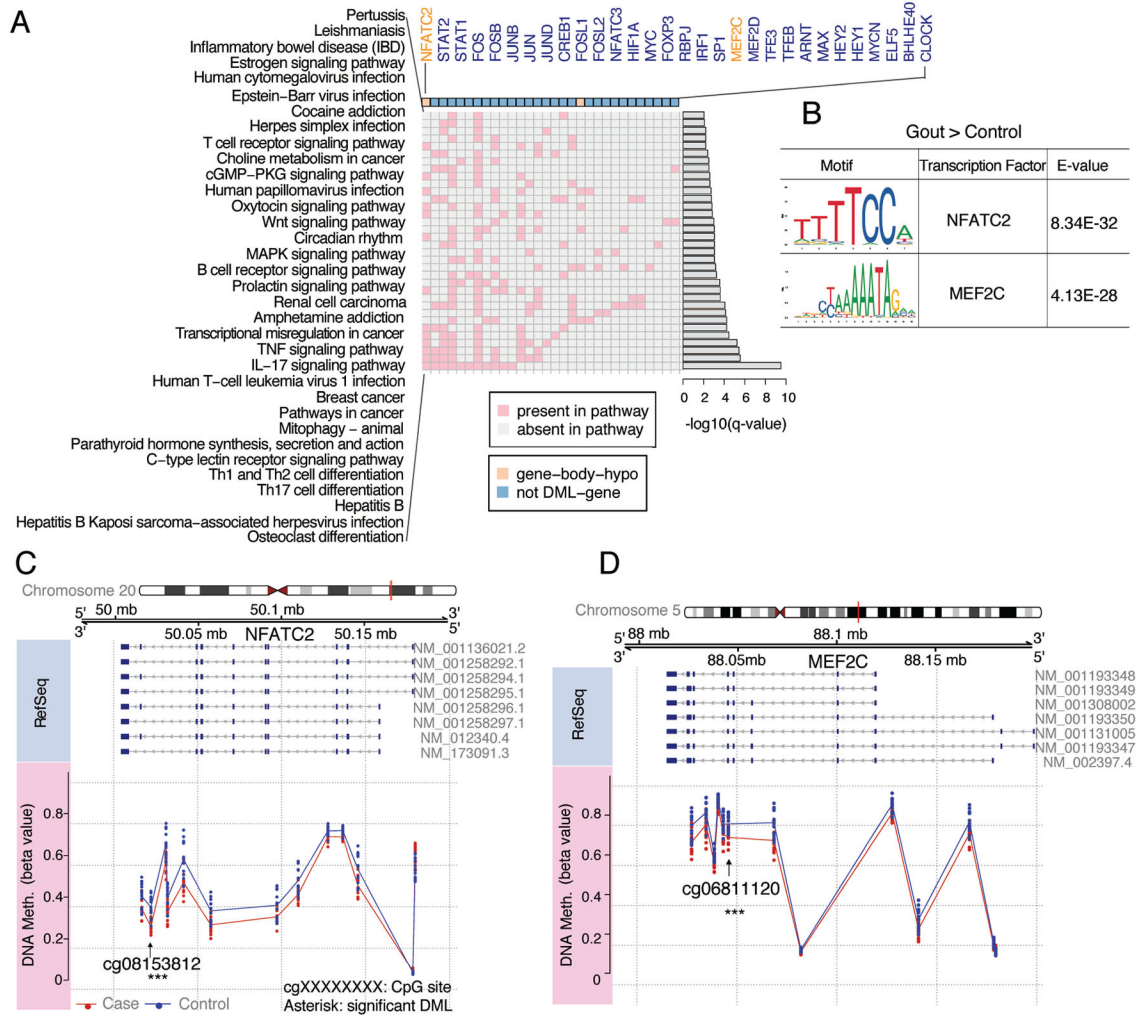 A
Pertussis
Leishmaniasis
Inflammatory bowel disease (IBD)
Estrogen signaling pathway
Human cytomegalovirus infection
Epstein-Barr virus infection
Cocaine addiction
Herpes simplex infection
T cell receptor signaling pathway
Choline metabolism in cancer
cGMP-PKG signaling pathway
Human papillomavirus infection
Oxytocin signaling pathway
Wnt signaling pathway
Circadian rhythm
MAPK signaling pathway
B cell receptor signaling pathway
Prolactin signaling pathway
Renal cell carcinoma
Amphetamine addiction
Transcriptional misregulation in cancer
TNF signaling pathway
IL-17 signaling pathway
Human T-cell leukemia virus 1 infection
Breast cancer
Pathways in cancer
Mitophagy - animal
Parathyroid hormone synthesis, secretion and action
C-type lectin receptor signaling pathway
Th1 and Th2 cell differentiation
Th17 cell differentiation
Hepatitis B
Hepatitis B Kaposi sarcoma-associated herpesvirus infection
Osteoclast differentiation
NFATC2
STAT2
STAT1
FOS
FOSB
JUNB
JUN
JUND
CREB1
FOSL1
FOSL2
NFATC3
HIF1A
MYC
FOXP3
RBPJ
IRF1
SP1
MEF2C
MEF2D
TFE3
TFEB
ARNT
MAX
HEY2
HEY1
MYCN
ELF5
BHLHE40
CLOCK
0 2 4 6 8 10
-log10(q-value)
present in pathway
absent in pathway
gene-body-hypo
not DML-gene
B
Gout > Control
Motif Transcription Factor E-value
TTTTCCA NFATC2 8.34E-32
MEF2C 4.13E-28
C
Chromosome 20
5' 50 mb 50.1 mb 3'
3' 50.05 mb 50.15 mb 5'
NFATC2
RefSeq
NM_001136021.2
NM_001258292.1
NM_001258294.1
NM_001258295.1
NM_001258296.1
NM_001258297.1
NM_012340.4
NM_173091.3
DNA Meth. (beta value)
0.8
0.6
0.4
0.2
0
cg08153812
***
Case Control
cgXXXXXXXX: CpG site
Asterisk: significant DML
D
Chromosome 5
5' 88 mb 88.1 mb 3'
3' 88.05mb 88.15 mb 5'
MEF2C
RefSeq
NM_001193348
NM_001193349
NM_001308002
NM_001193350
NM_001131005
NM_001193347
NM_002397.4
DNA Meth. (beta value)
0.8
0.6
0.4
0.2
0
cg06811120
***